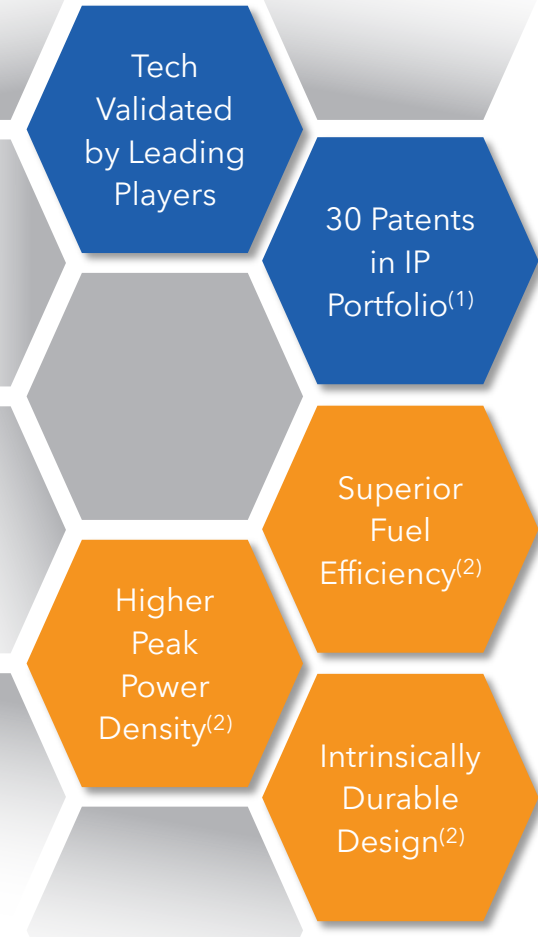 Tech
Validated
by Leading
Players
30 Patents
in IP
Portfolio(1)
Superior
Fuel
Efficiency(2)
Higher
Peak
Power
Density(2)
Intrinsically
Durable
Design(2)